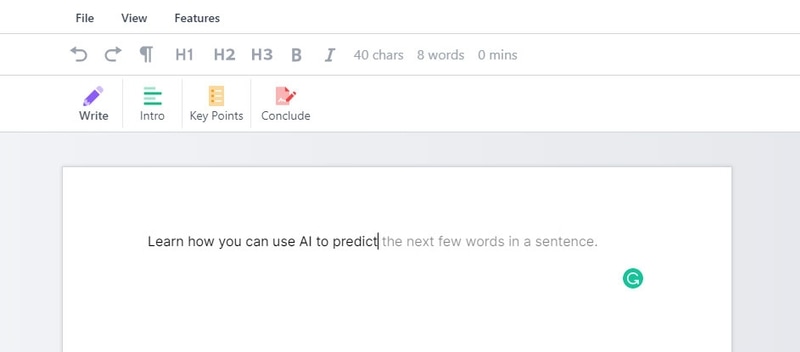 File View Features
H1 H2 H3 B I 40 chars 8 words 0 mins
Write Intro Key Points Conclude
Learn how you can use AI to predict the next few words in a sentence.